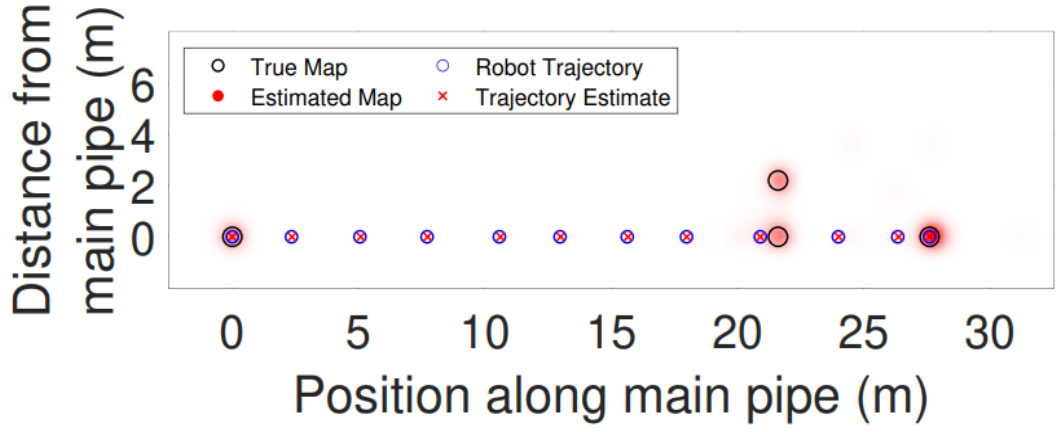 Distance from
main pipe (m)
6
4
2
0
True Map
Robot Trajectory
Estimated Map
Trajectory Estimate
0 5 10 15 20 25 30
Position along main pipe (m)